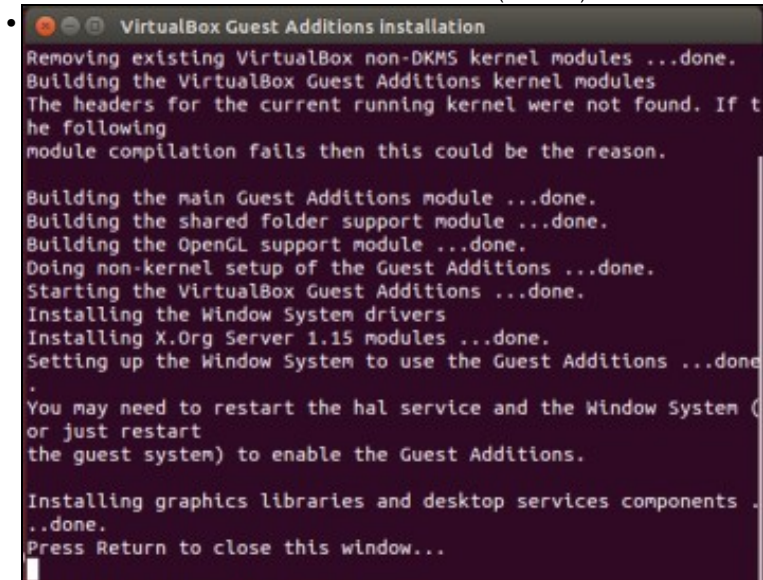 VirtualBox Guest Additions installation
Removing existing VirtualBox non-DKMS kernel modules ...done.
Building the VirtualBox Guest Additions kernel modules
The headers for the current running kernel were not found. If t
he following
module compilation fails then this could be the reason.
Building the main Guest Additions module ...done.
Building the shared folder support module ...done.
Building the OpenGL support module ...done.
Doing non-kernel setup of the Guest Additions ...done.
Starting the VirtualBox Guest Additions ...done.
Installing the Window System drivers
Installing X.Org Server 1.15 modules ...done.
Setting up the Window System to use the Guest Additions ...done
.
You may need to restart the hal service and the Window System (
or just restart
the guest system) to enable the Guest Additions.
Installing graphics libraries and desktop services components .
..done.
Press Return to close this window...